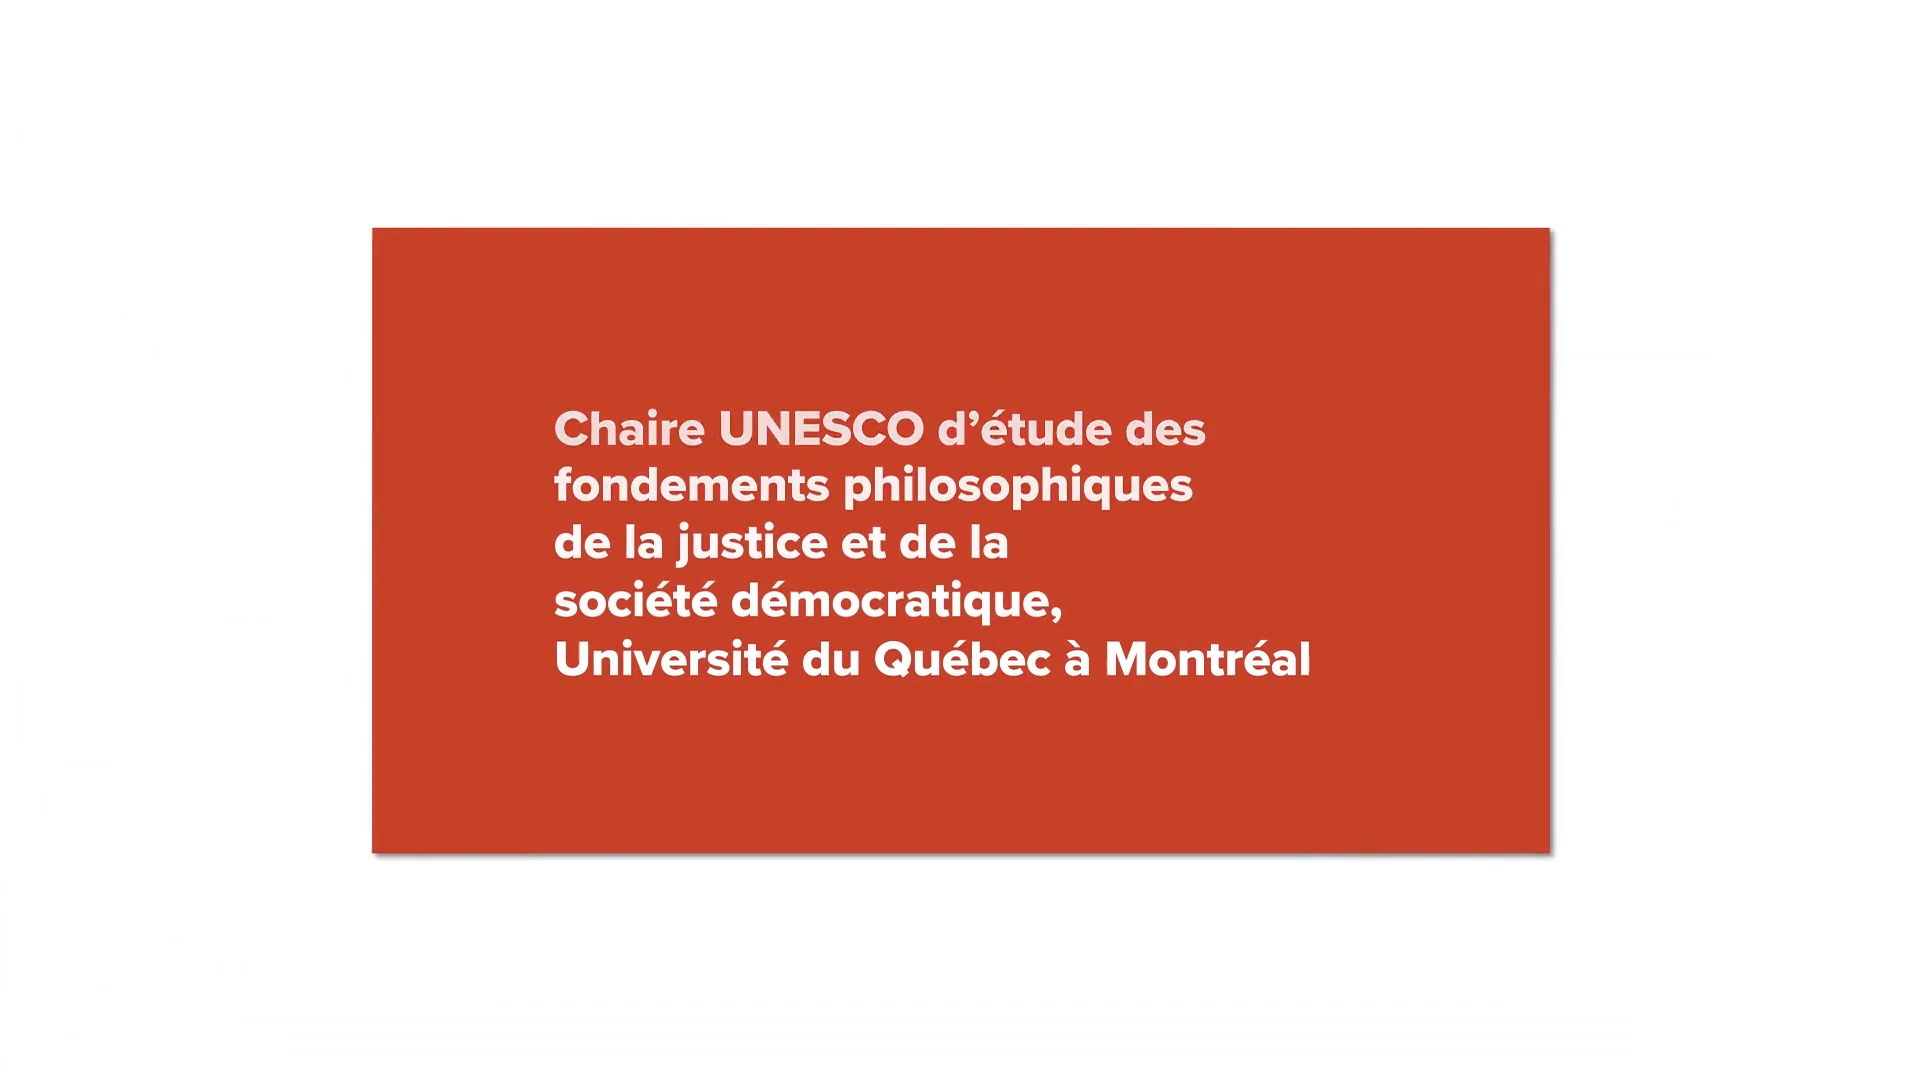 Chaire UNESCO d’étude des
fondements philosophiques
de la justice et de la
société démocratique,
Université du Québec à Montréal